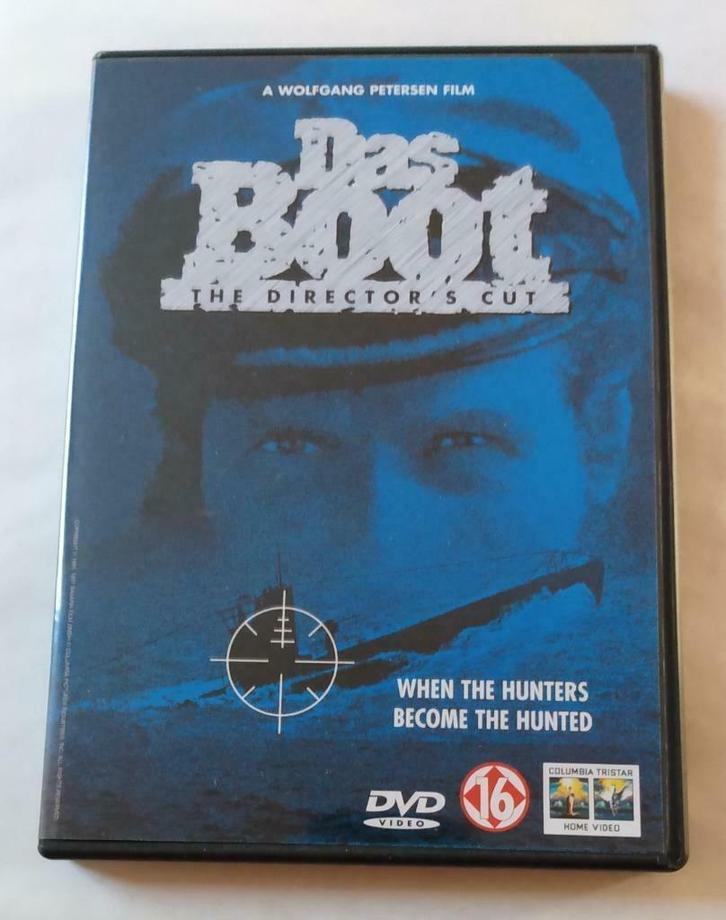 A WOLFGANG PETERSEN FILM
Das
Boot
THE DIRECTOR'S CUT
WHEN THE HUNTERS
BECOME THE HUNTED
DVD
VIDEO
16
COLUMBIA TRISTAR
HOME VIDEO